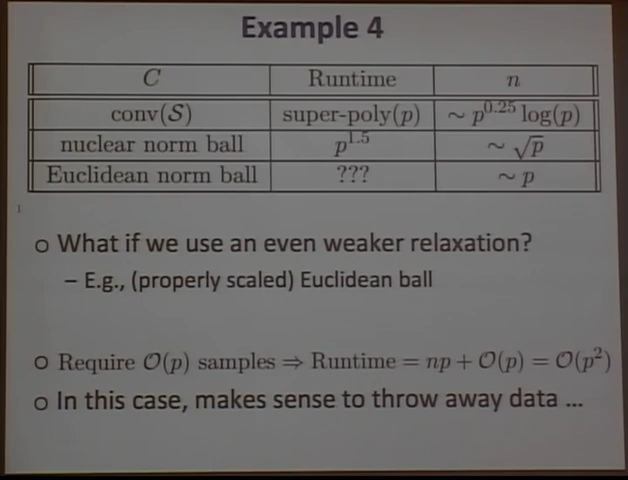 Example 4
C Runtime n
conv(𝒮) super-poly(p) ∼ p^0.25 log(p)
nuclear norm ball p^1.5 ∼ √p
Euclidean norm ball ??? ∼ p
1
o What if we use an even weaker relaxation?
– E.g., (properly scaled) Euclidean ball
o Require 𝒪(p) samples ⇒ Runtime = np + 𝒪(p) = 𝒪(p²)
o In this case, makes sense to throw away data ...